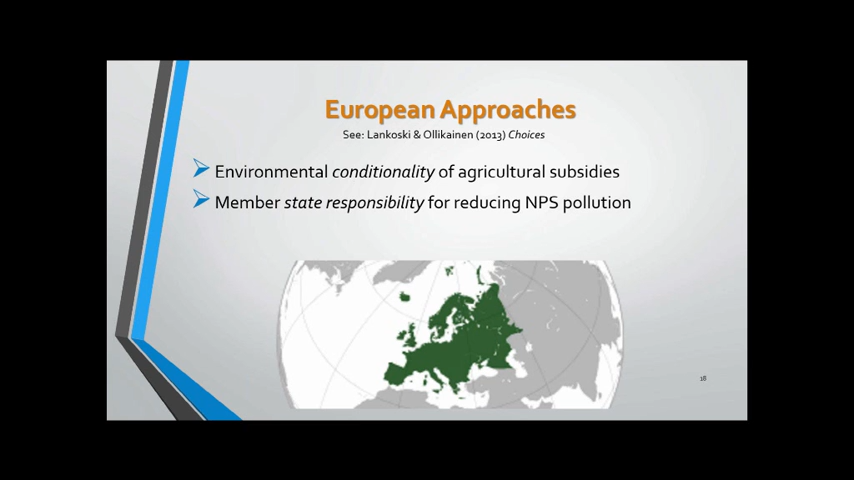 European Approaches
See: Lankoski & Ollikainen (2013) Choices
Environmental conditionality of agricultural subsidies
Member state responsibility for reducing NPS pollution
18